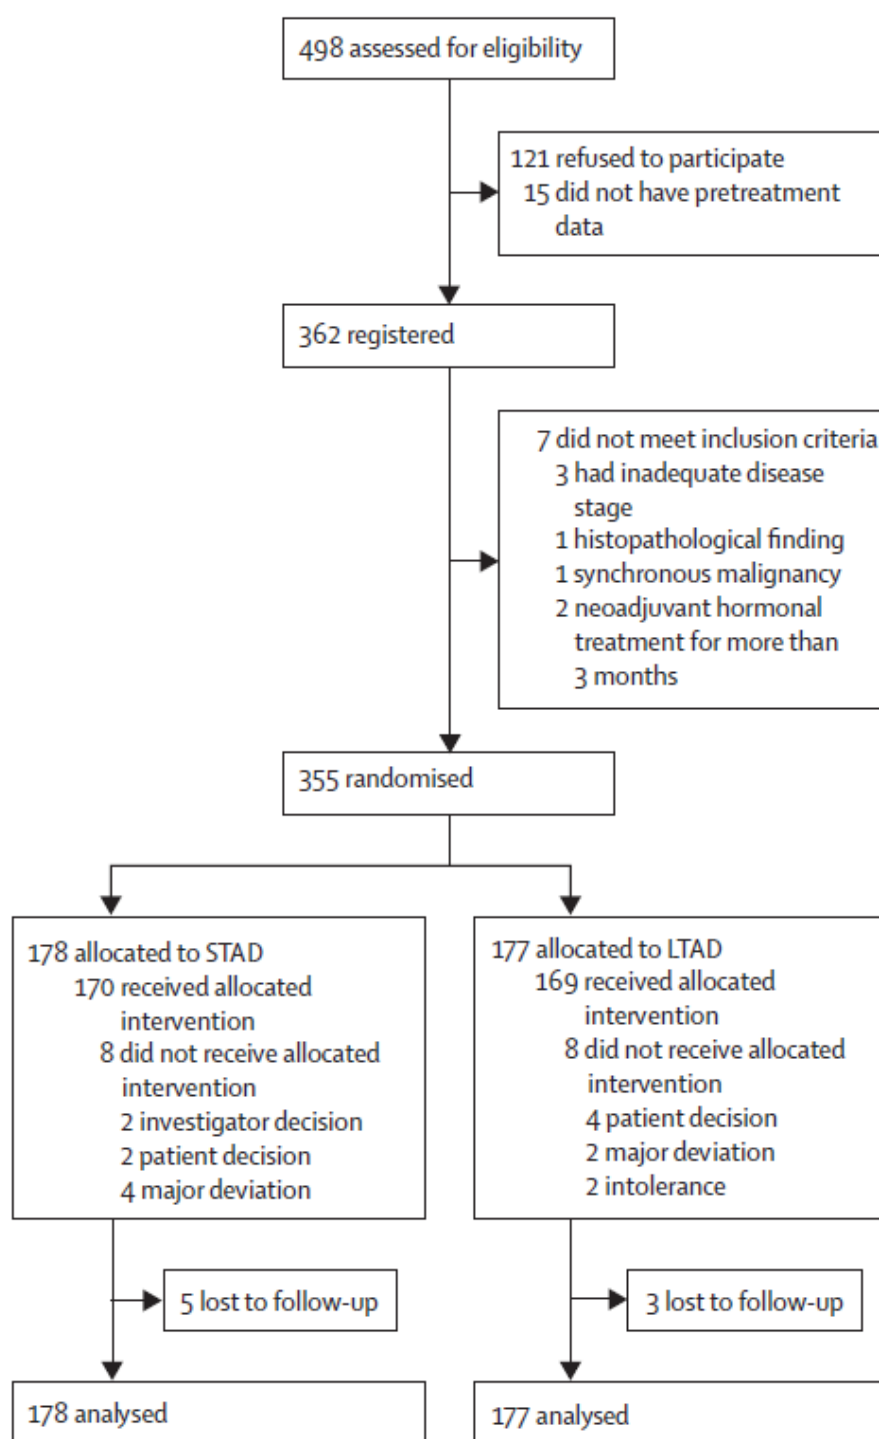 498 assessed for eligibility
121 refused to participate
15 did not have pretreatment
data
362 registered
7 did not meet inclusion criteria
3 had inadequate disease
stage
1 histopathological finding
1 synchronous malignancy
2 neoadjuvant hormonal
treatment for more than
3 months
355 randomised
178 allocated to STAD
170 received allocated
intervention
8 did not receive allocated
intervention
2 investigator decision
2 patient decision
4 major deviation
177 allocated to LTAD
169 received allocated
intervention
8 did not receive allocated
intervention
4 patient decision
2 major deviation
2 intolerance
5 lost to follow-up
3 lost to follow-up
178 analysed
177 analysed